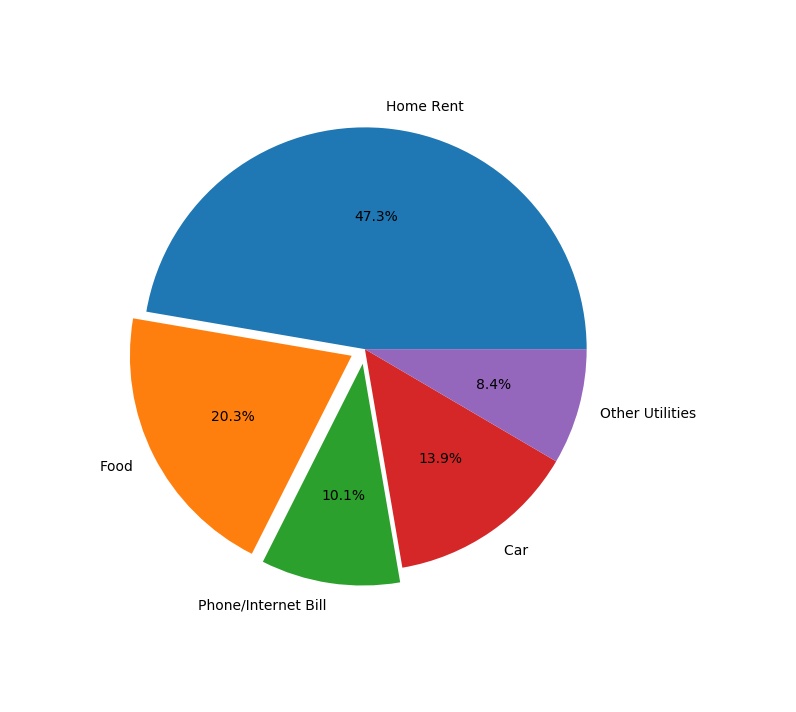 Home Rent
47.3%
8.4%
Other Utilities
20.3%
Food
13.9%
Car
10.1%
Phone/Internet Bill